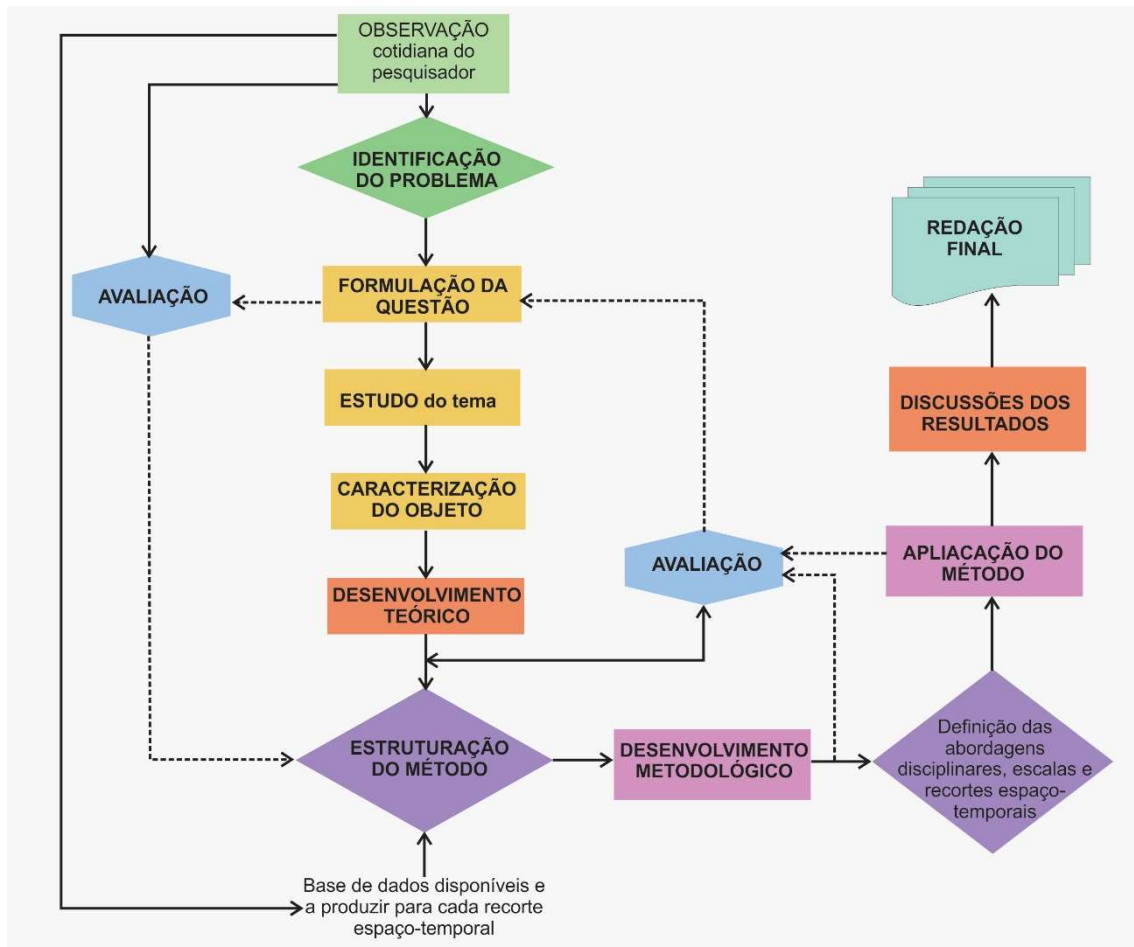 OBSERVAÇÃO
cotidiana do
pesquisador
IDENTIFICAÇÃO
DO PROBLEMA
REDAÇÃO
FINAL
AVALIAÇÃO
FORMULAÇÃO DA
QUESTÃO
ESTUDO do tema
DISCUSSÕES DOS
RESULTADOS
CARACTERIZAÇÃO
DO OBJETO
AVALIAÇÃO
APLIACAÇÃO DO
MÉTODO
DESENVOLVIMENTO
TEÓRICO
ESTRUTURAÇÃO
DO MÉTODO
DESENVOLVIMENTO
METODOLÓGICO
Definição das
abordagens
disciplinares, escalas e
recortes espaço-
temporais
Base de dados disponíveis e
a produzir para cada recorte
espaço-temporal